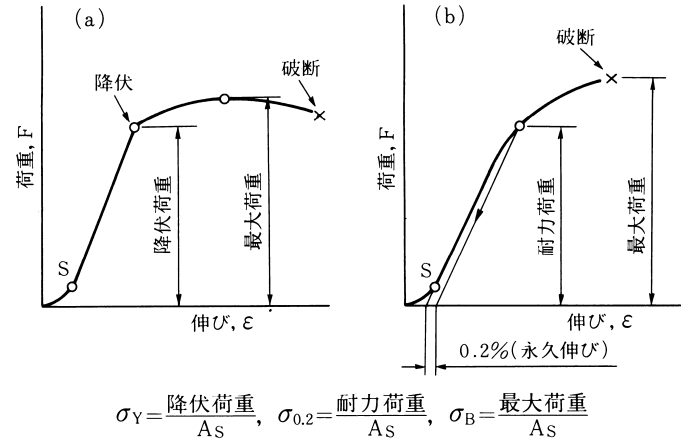 (a)
降伏
破断
荷重, F
降伏荷重
最大荷重
S
伸び, ε
(b)
破断
荷重, F
耐力荷重
最大荷重
S
伸び, ε
0.2%(永久伸び)
σY=降伏荷重/AS, σ0.2=耐力荷重/AS, σB=最大荷重/AS